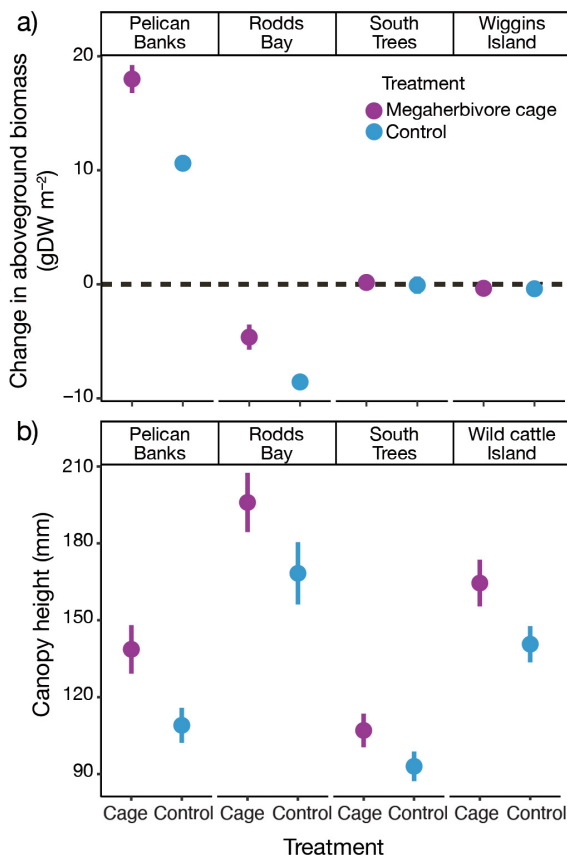 a)
Pelican
Banks
Rodds
Bay
South
Trees
Wiggins
Island
Change in aboveground biomass
(gDW m⁻²)
20
10
0
−10
Treatment
Megaherbivore cage
Control
b)
Pelican
Banks
Rodds
Bay
South
Trees
Wild cattle
Island
Canopy height (mm)
210
180
150
120
90
Cage Control Cage Control Cage Control Cage Control
Treatment